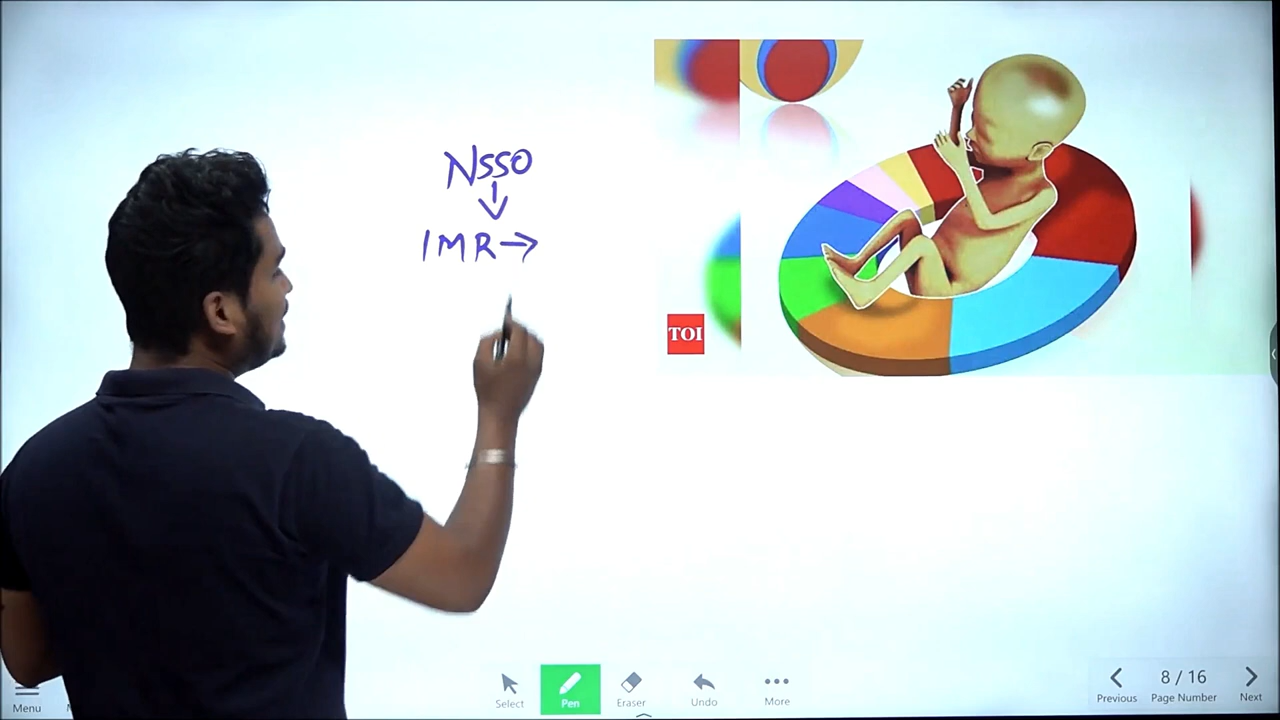 NSSO
IMR→
TOI
Menu
Select
Pen
Eraser
Undo
More
8 / 16
Previous
Page Number
Next